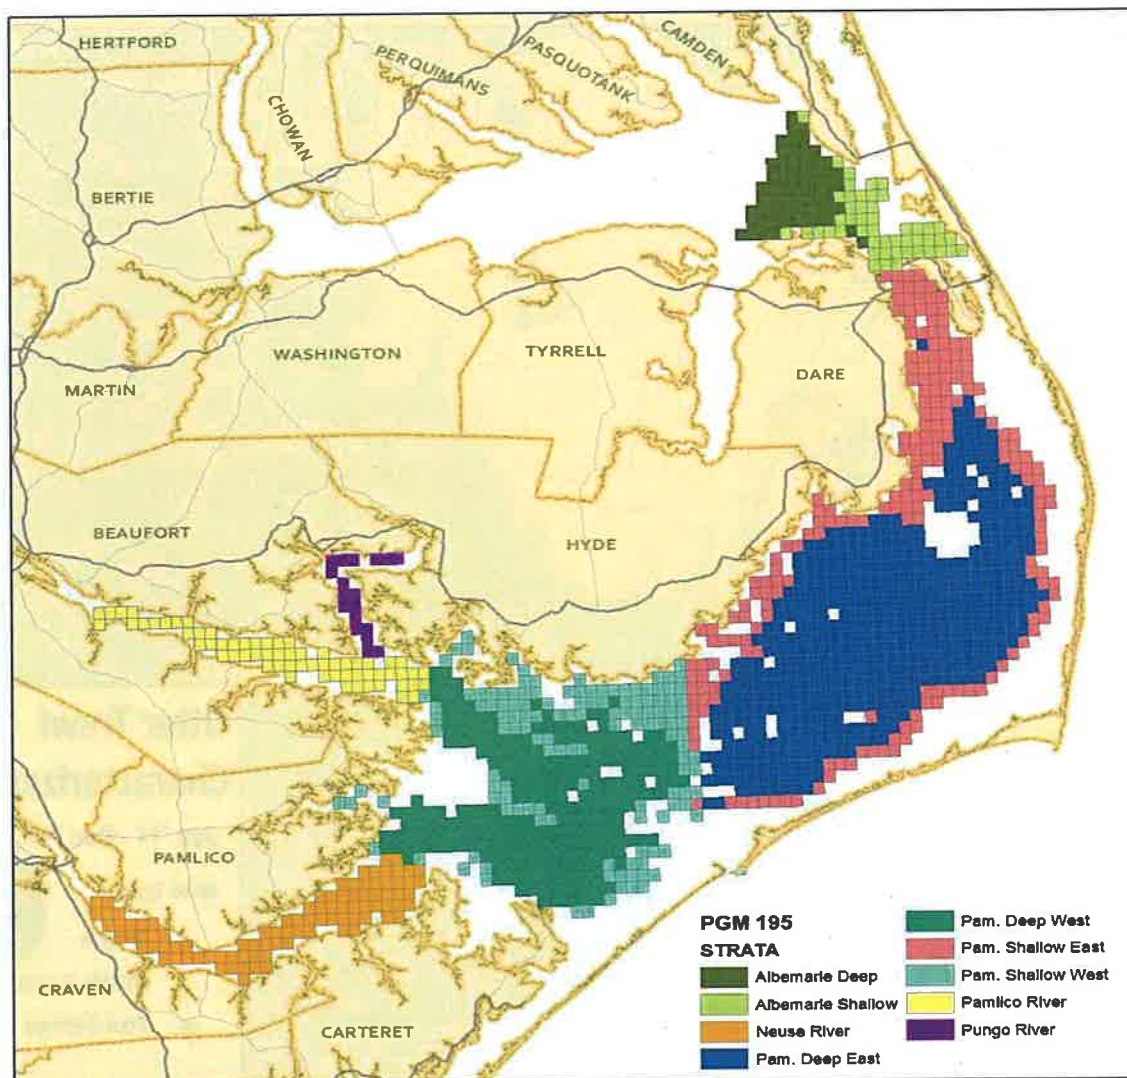 HERTFORD
PERQUIMANS
PASQUOTANK
CAMDEN
CHOWAN
BERTIE
WASHINGTON
TYRRELL
DARE
MARTIN
BEAUFORT
HYDE
PAMLICO
CRAVEN
CARTERET
PGM 195
STRATA
Albemarle Deep
Albemarle Shallow
Neuse River
Pam. Deep East
Pam. Deep West
Pam. Shallow East
Pam. Shallow West
Pamlico River
Pungo River